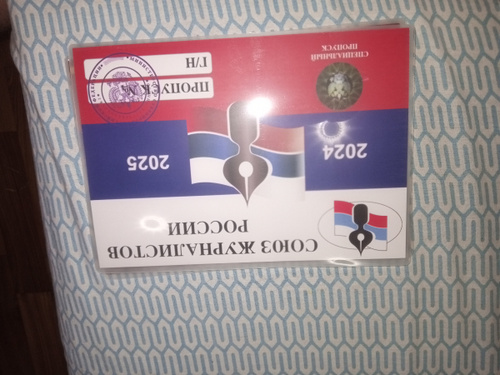 СОЮЗ ЖУРНАЛИСТОВ
РОССИИ
2024
2025
СПЕЦИАЛЬНЫЙ
ПРОПУСК
ПРОПУСК №
Г/Н